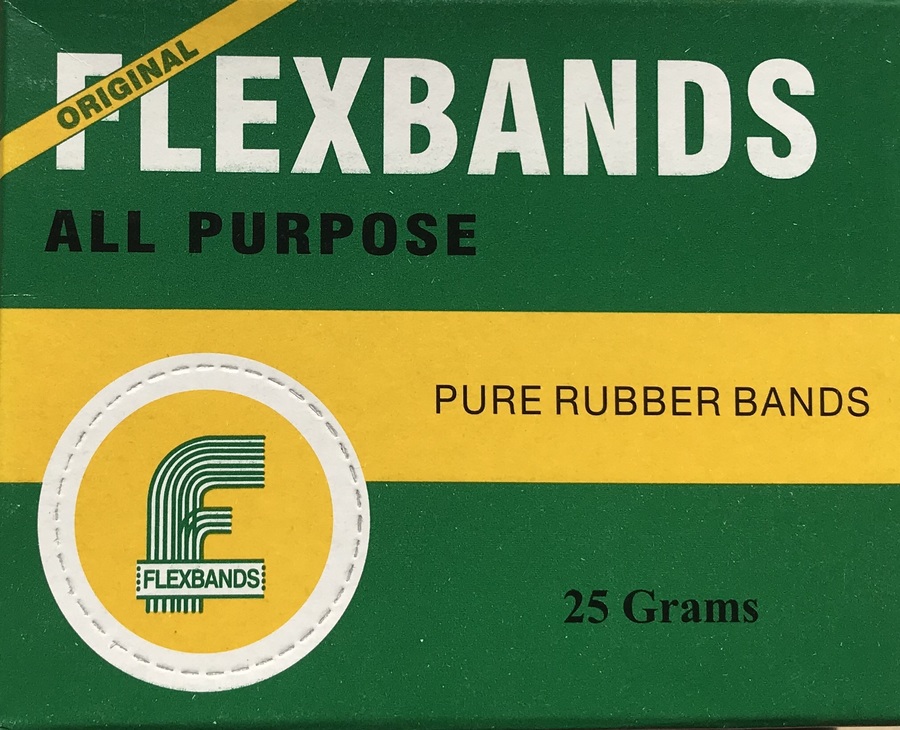 ORIGINAL
FLEXBANDS
ALL PURPOSE
PURE RUBBER BANDS
F
FLEXBANDS
25 Grams